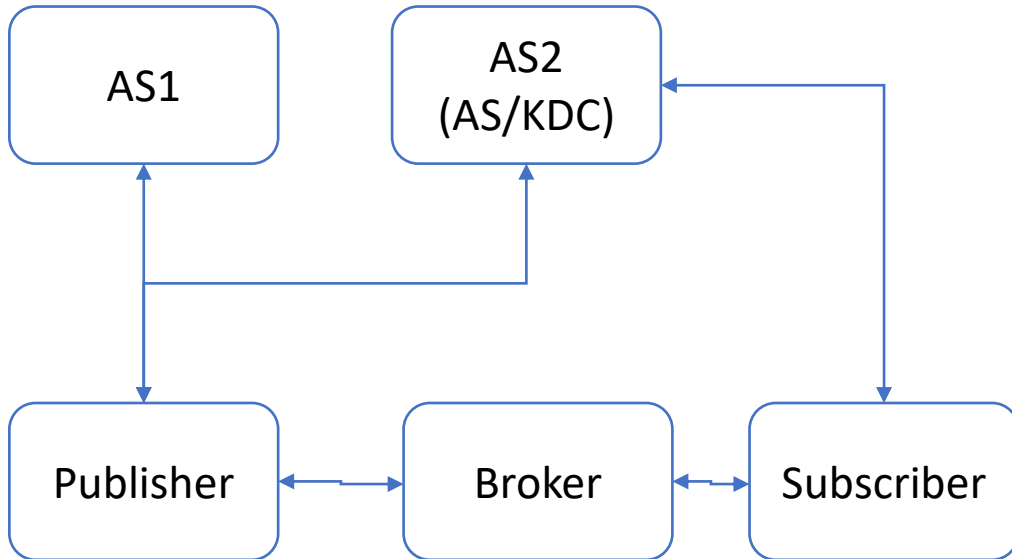 AS1
AS2
(AS/KDC)
Publisher
Broker
Subscriber